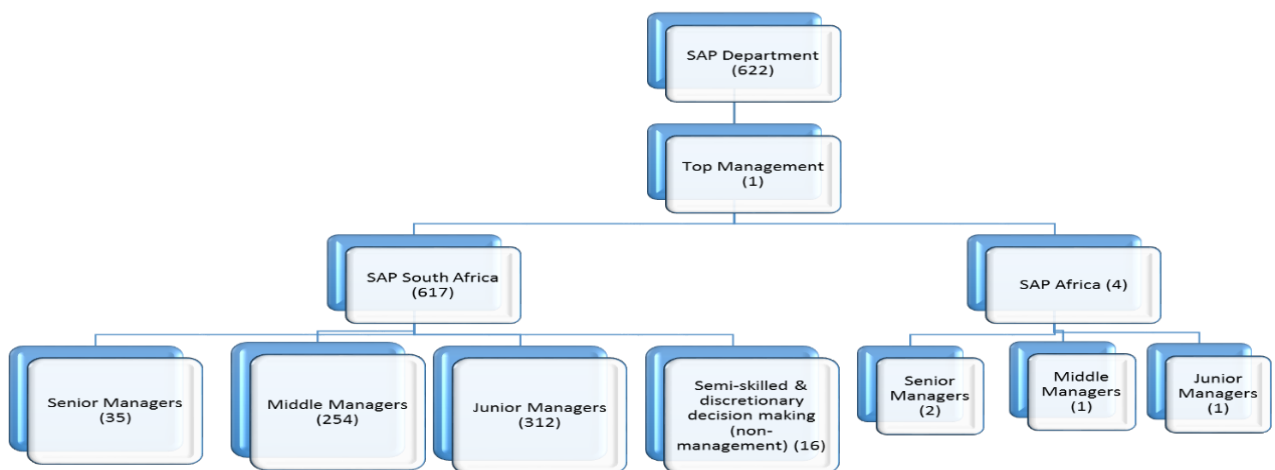 SAP Department
(622)
Top Management
(1)
SAP South Africa
(617)
SAP Africa (4)
Senior Managers
(35)
Middle Managers
(254)
Junior Managers
(312)
Semi-skilled &
discretionary
decision making
(non-
management) (16)
Senior
Managers
(2)
Middle
Managers
(1)
Junior
Managers
(1)